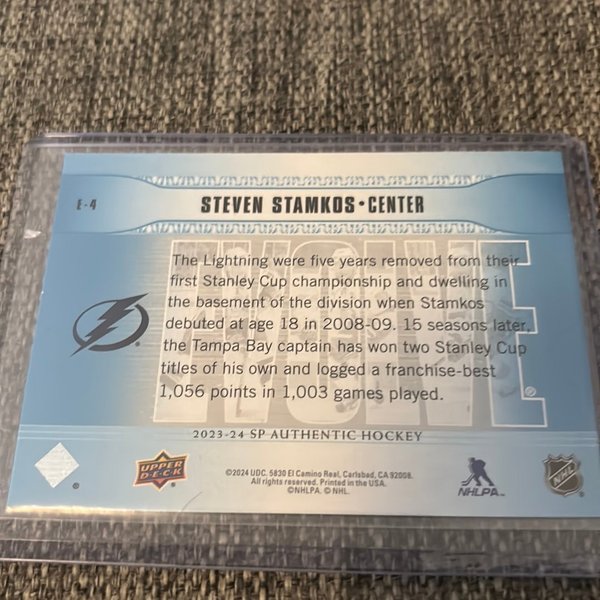 E-4
STEVEN STAMKOS • CENTER
EVOLVE
The Lightning were five years removed from their
first Stanley Cup championship and dwelling in
the basement of the division when Stamkos
debuted at age 18 in 2008-09. 15 seasons later,
the Tampa Bay captain has won two Stanley Cup
titles of his own and logged a franchise-best
1,056 points in 1,003 games played.
2023-24 SP AUTHENTIC HOCKEY
UPPER
DECK
©2024 UDC. 5830 El Camino Real, Carlsbad, CA 92008.
All rights reserved. Printed in the USA.
©NHLPA. © NHL.
NHLPA™
NHL